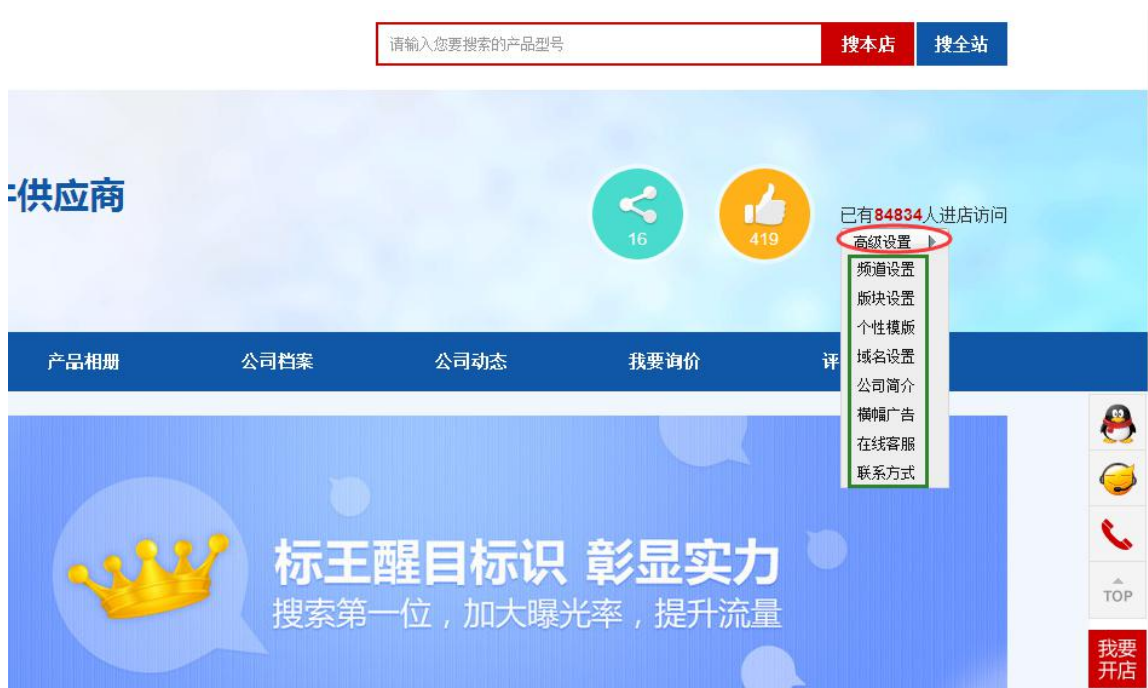 请输入您要搜索的产品型号
搜本店
搜全站
供应商
16
419
已有84834人进店访问
高级设置
频道设置
版块设置
个性模版
域名设置
公司简介
横幅广告
在线客服
联系方式
产品相册
公司档案
公司动态
我要询价
评
标王醒目标识 彰显实力
搜索第一位，加大曝光率，提升流量
TOP
我要
开店